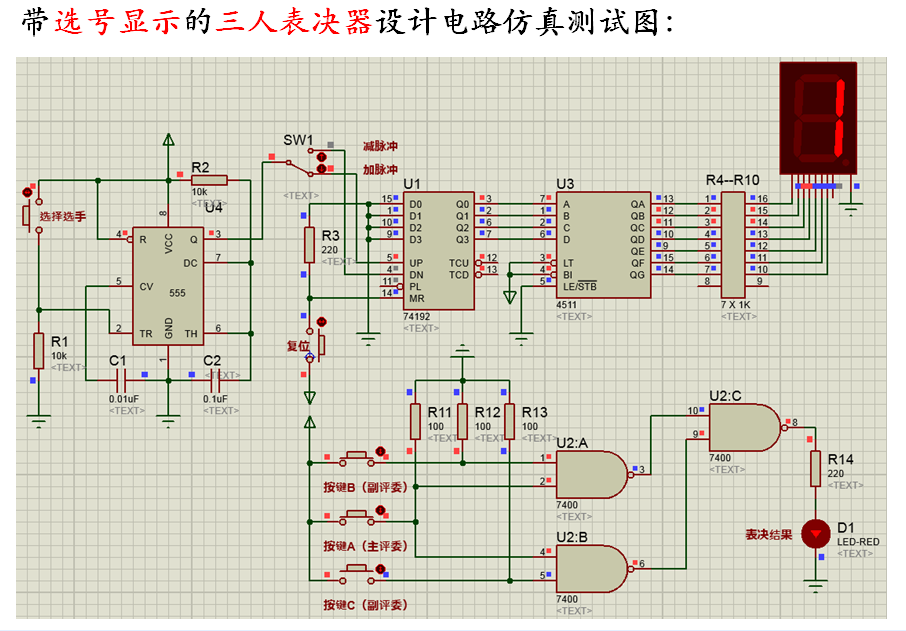 带选号显示的三人表决器设计电路仿真测试图：
SW1
减脉冲
加脉冲
<TEXT>
R2
10k
<TEXT>
U4
选择选手
8
VCC
4
R
Q
3
DC
7
5
CV
555
2
TR
GND
TH
6
1
R1
10k
<TEXT>
C1
0.01uF
<TEXT>
C2
<TEXT>
0.1uF
<TEXT>
R3
220
<TEXT>
复位
U1
15
D0
Q0
3
1
D1
Q1
2
10
D2
Q2
6
9
D3
Q3
7
5
UP
TCU
12
4
DN
TCD
13
11
PL
14
MR
74192
<TEXT>
U3
7
A
QA
13
1
B
QB
12
2
C
QC
11
6
D
QD
10
QE
9
3
LT
QF
15
4
BI
QG
14
5
LE/STB
4511
<TEXT>
R4--R10
1
16
2
15
3
14
4
13
5
12
6
11
7
10
8
9
7 X 1K
<TEXT>
1
R11
100
<TEXT>
R12
100
<TEXT>
R13
100
<TEXT>
按键B（副评委）
按键A（主评委）
按键C（副评委）
U2:A
1
2
3
7400
<TEXT>
U2:B
4
5
6
7400
<TEXT>
U2:C
10
9
8
7400
<TEXT>
R14
220
<TEXT>
表决结果
D1
LED-RED
<TEXT>